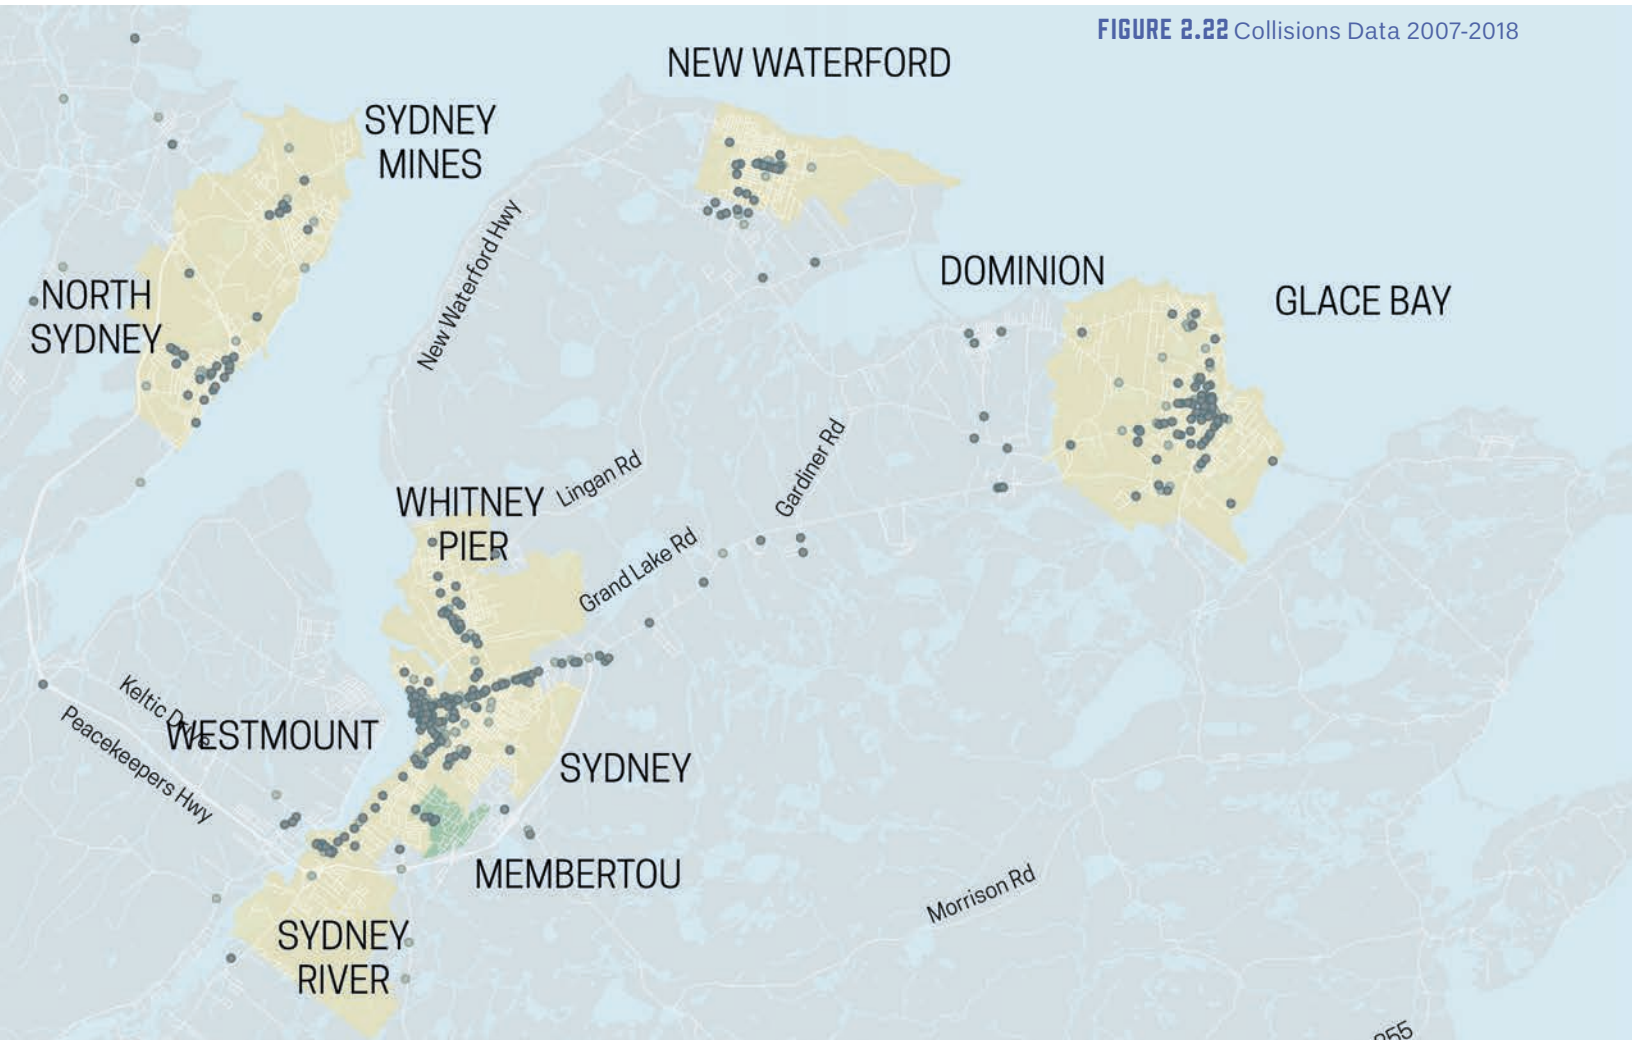 FIGURE 2.22 Collisions Data 2007-2018
NEW WATERFORD
SYDNEY
MINES
New Waterford Hwy
DOMINION
GLACE BAY
NORTH
SYDNEY
Gardiner Rd
Lingan Rd
WHITNEY
PIER
Grand Lake Rd
Keltic Drive
WESTMOUNT
Peacekeepers Hwy
SYDNEY
MEMBERTOU
Morrison Rd
SYDNEY
RIVER